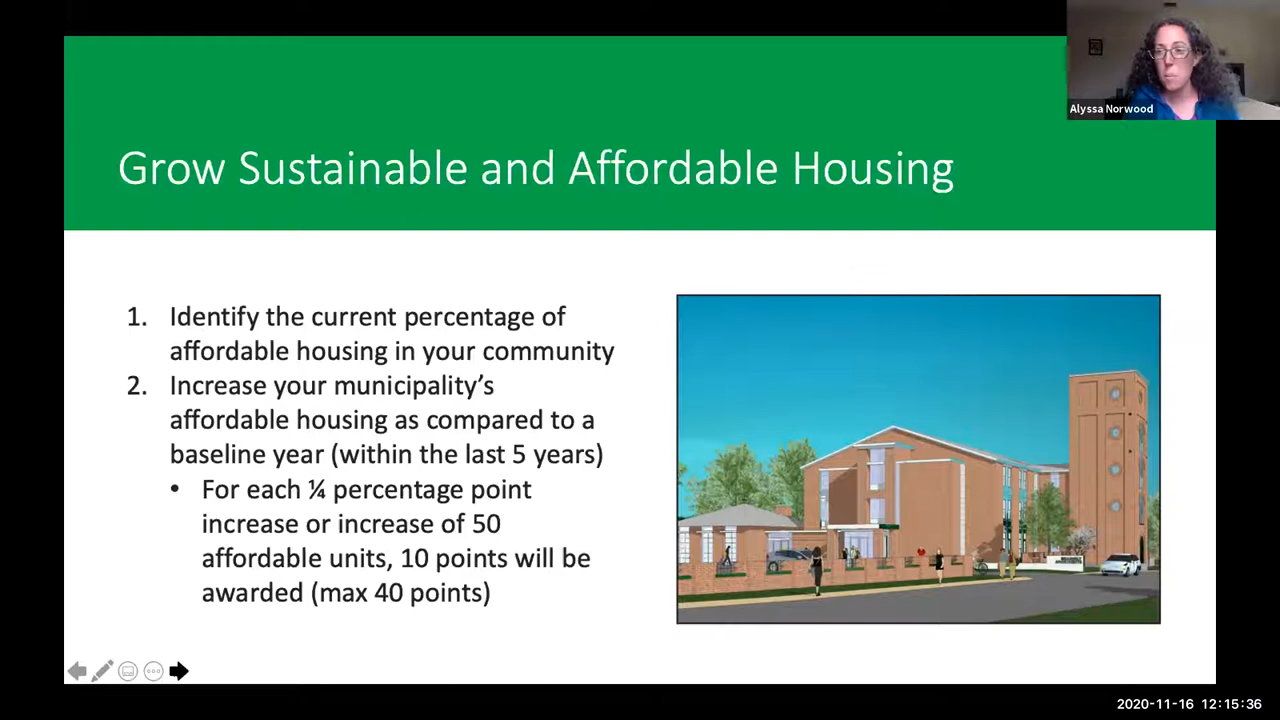 Alyssa Norwood
Grow Sustainable and Affordable Housing
1. Identify the current percentage of
affordable housing in your community
2. Increase your municipality’s
affordable housing as compared to a
baseline year (within the last 5 years)
• For each ¼ percentage point
increase or increase of 50
affordable units, 10 points will be
awarded (max 40 points)
2020-11-16 12:15:36